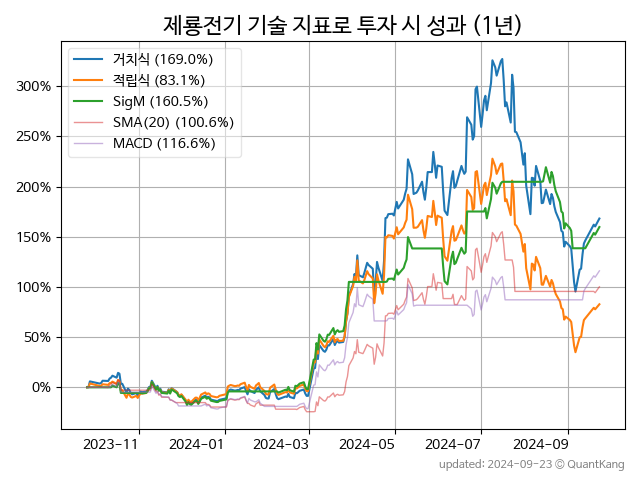 제룡전기 기술 지표로 투자 시 성과 (1년)
거치식 (169.0%)
적립식 (83.1%)
SigM (160.5%)
SMA(20) (100.6%)
MACD (116.6%)
300%
250%
200%
150%
100%
50%
0%
2023-11 2024-01 2024-03 2024-05 2024-07 2024-09
updated: 2024-09-23 © QuantKang